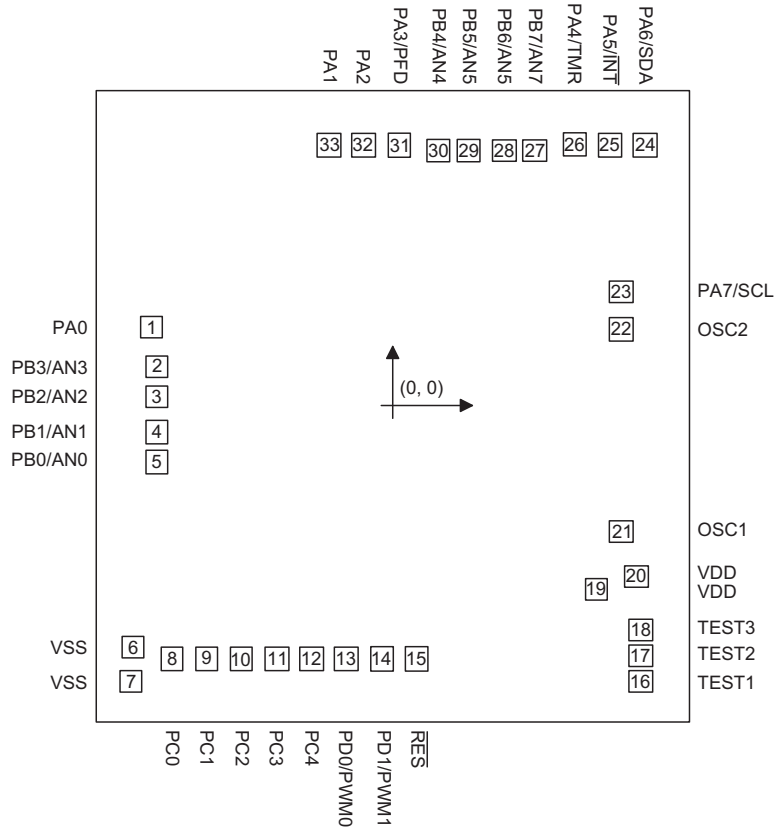 PA1
PA2
PA3/PFD
PB4/AN4
PB5/AN5
PB6/AN5
PB7/AN7
PA4/TMR
PA5/INT
PA6/SDA
33
32
31
30
29
28
27
26
25
24
23
PA7/SCL
PA0
1
22
OSC2
PB3/AN3
2
(0, 0)
PB2/AN2
3
PB1/AN1
4
PB0/AN0
5
21
OSC1
20
VDD
19
VDD
18
TEST3
VSS
6
17
TEST2
8
9
10
11
12
13
14
15
VSS
7
16
TEST1
PC0
PC1
PC2
PC3
PC4
PD0/PWM0
PD1/PWM1
RES